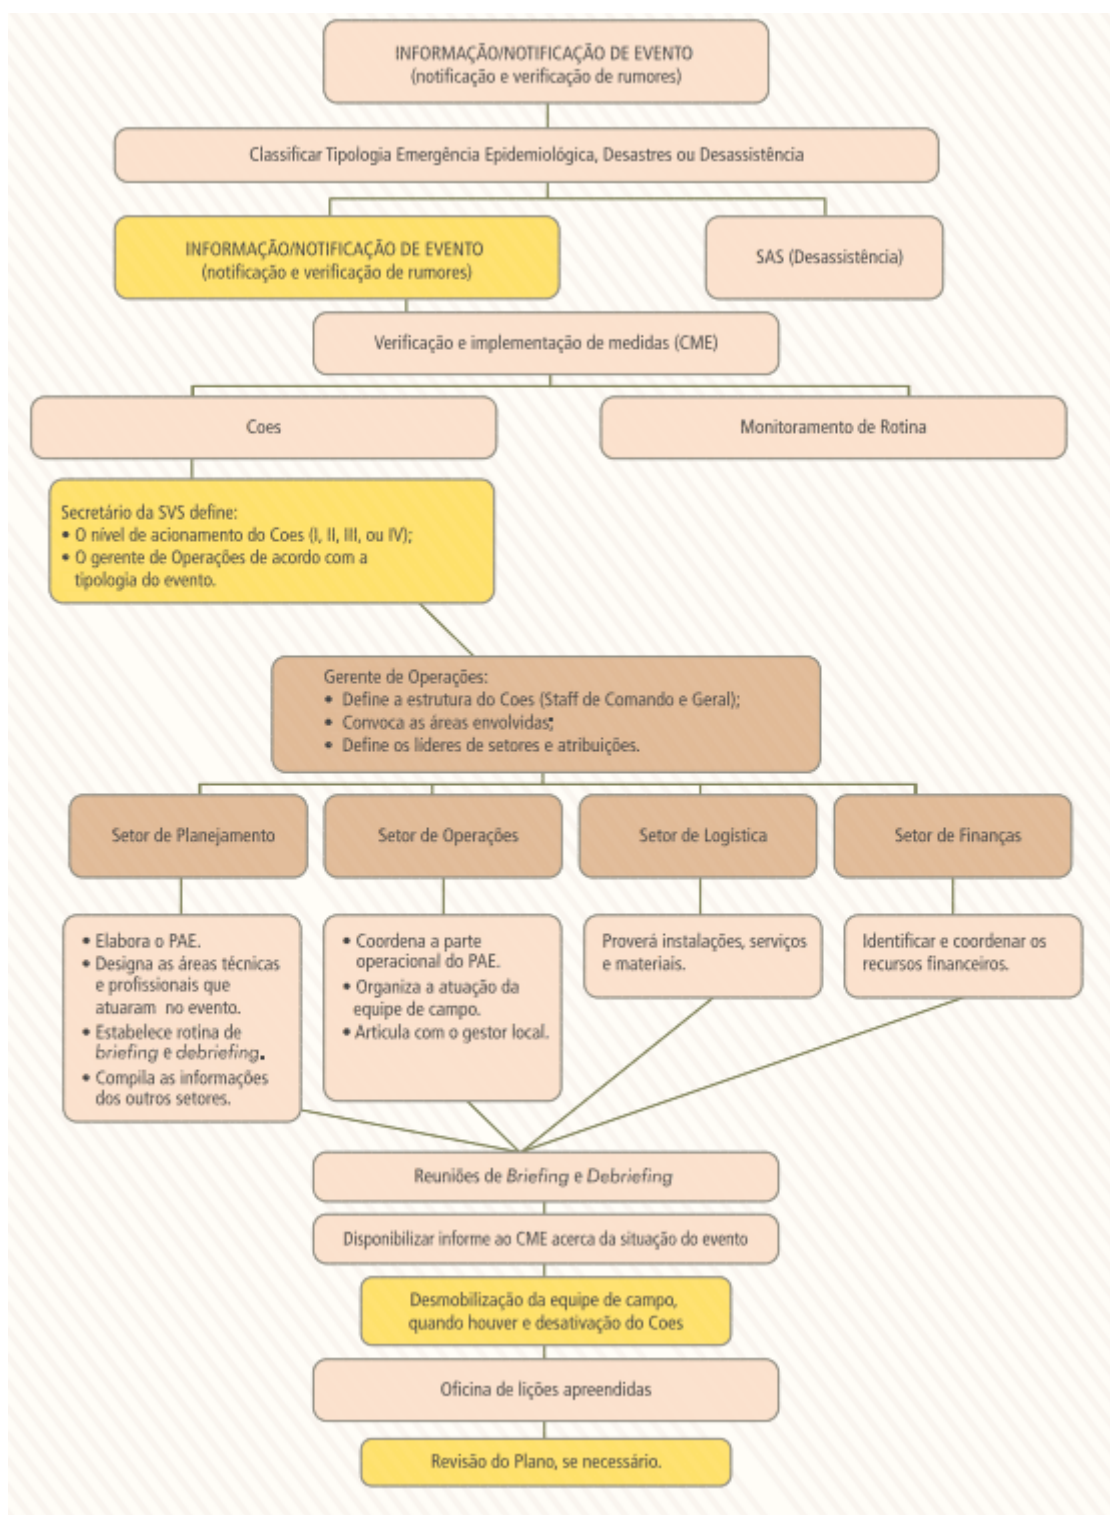 INFORMAÇÃO/NOTIFICAÇÃO DE EVENTO
(notificação e verificação de rumores)
Classificar Tipologia Emergência Epidemiológica, Desastres ou Desassistência
INFORMAÇÃO/NOTIFICAÇÃO DE EVENTO
(notificação e verificação de rumores)
SAS (Desassistência)
Verificação e implementação de medidas (CME)
Coes
Monitoramento de Rotina
Secretário da SVS define:
• O nível de acionamento do Coes (I, II, III, ou IV);
• O gerente de Operações de acordo com a
tipologia do evento.
Gerente de Operações:
• Define a estrutura do Coes (Staff de Comando e Geral);
• Convoca as áreas envolvidas;
• Define os líderes de setores e atribuições.
Setor de Planejamento
Setor de Operações
Setor de Logística
Setor de Finanças
• Elabora o PAE.
• Designa as áreas técnicas
e profissionais que
atuaram no evento.
• Estabelece rotina de
briefing e debriefing.
• Compila as informações
dos outros setores.
• Coordena a parte
operacional do PAE.
• Organiza a atuação da
equipe de campo.
• Articula com o gestor local.
Proverá instalações, serviços
e materiais.
Identificar e coordenar os
recursos financeiros.
Reuniões de Briefing e Debriefing
Disponibilizar informe ao CME acerca da situação do evento
Desmobilização da equipe de campo,
quando houver e desativação do Coes
Oficina de lições apreendidas
Revisão do Plano, se necessário.